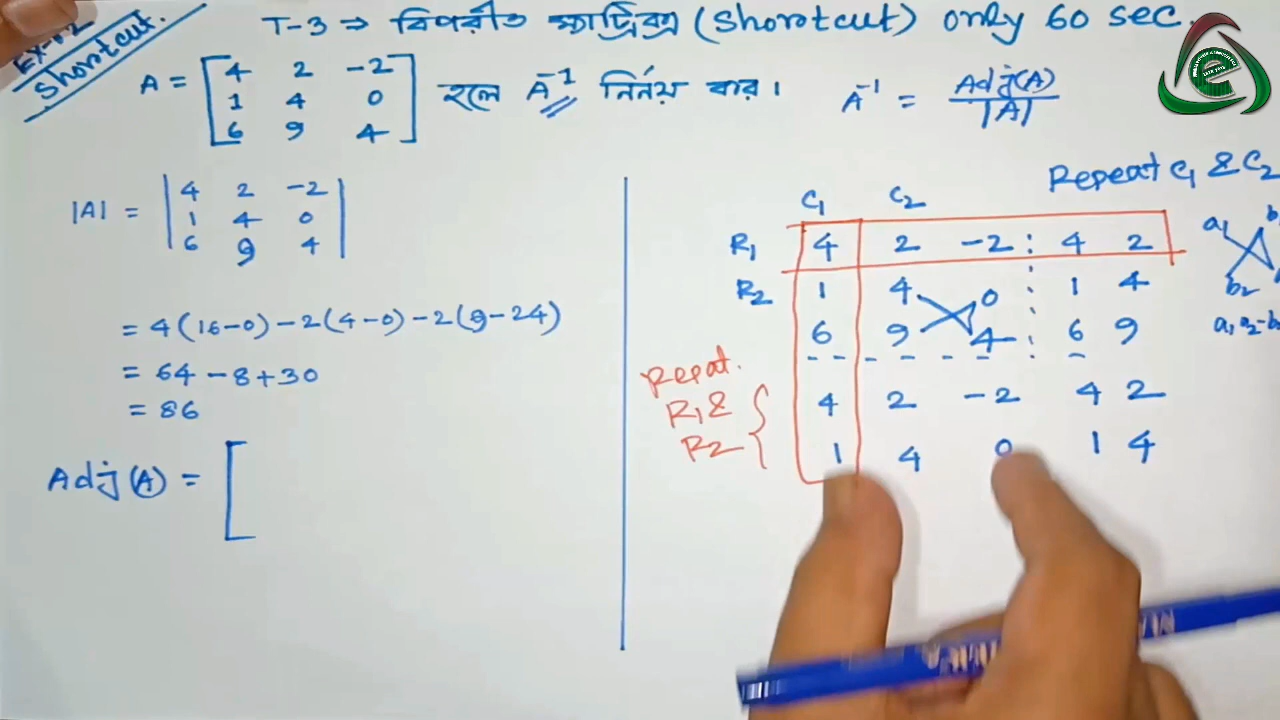 Ex-02
Shortcut.
T-3 ⇒ বিপরীত ম্যাট্রিক্স (Shortcut) only 60 sec.
A = [4 2 -2
1 4 0
6 9 4] হলে A⁻¹ নির্নয় কর। A⁻¹ = Adj(A)/|A|
|A| = |4 2 -2
1 4 0
6 9 4|
= 4(16-0) - 2(4-0) - 2(9-24)
= 64 - 8 + 30
= 86
Adj(A) = [
Repeat C₁ & C₂
C₁ C₂
R₁ 4 2 -2 : 4 2
R₂ 1 4 0 : 1 4
6 9 4 : 6 9
Repeat.
R₁ & R₂ {
4 2 -2 4 2
1 4 0 1 4
a₁
b₂